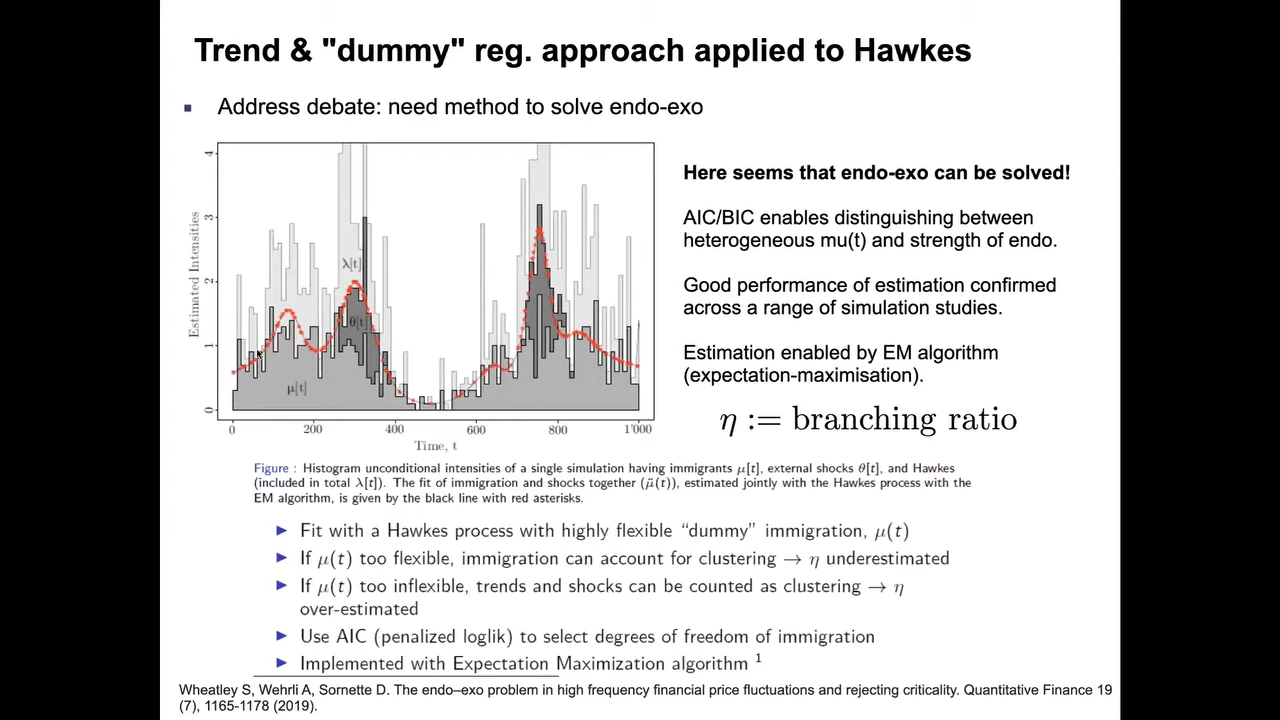 Trend & "dummy" reg. approach applied to Hawkes
Address debate: need method to solve endo-exo
Estimated Intensities
4
3
2
1
0
λ[t]
θ[t]
μ[t]
0
200
400
600
800
1'000
Time, t
Here seems that endo-exo can be solved!
AIC/BIC enables distinguishing between
heterogeneous mu(t) and strength of endo.
Good performance of estimation confirmed
across a range of simulation studies.
Estimation enabled by EM algorithm
(expectation-maximisation).
η := branching ratio
Figure : Histogram unconditional intensities of a single simulation having immigrants μ[t], external shocks θ[t], and Hawkes
(included in total λ[t]). The fit of immigration and shocks together (μ̃(t)), estimated jointly with the Hawkes process with the
EM algorithm, is given by the black line with red asterisks.
Fit with a Hawkes process with highly flexible “dummy” immigration, μ(t)
If μ(t) too flexible, immigration can account for clustering → η underestimated
If μ(t) too inflexible, trends and shocks can be counted as clustering → η
over-estimated
Use AIC (penalized loglik) to select degrees of freedom of immigration
Implemented with Expectation Maximization algorithm 1
Wheatley S, Wehrli A, Sornette D. The endo–exo problem in high frequency financial price fluctuations and rejecting criticality. Quantitative Finance 19
(7), 1165-1178 (2019).